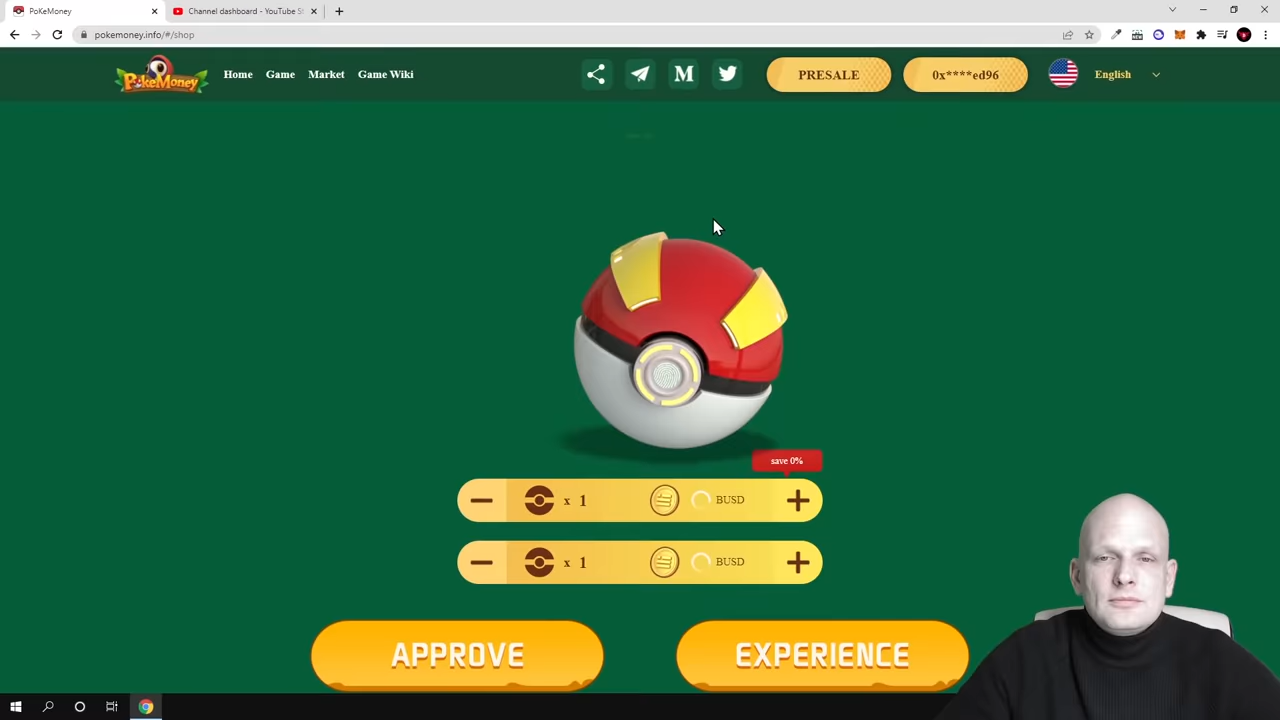 PoKeMoney
Channel dashboard - YouTube St
pokemoney.info/#/shop
PokeMoney
Home
Game
Market
Game Wiki
M
PRESALE
0x****ed96
English
save 0%
x 1
BUSD
x 1
BUSD
APPROVE
EXPERIENCE